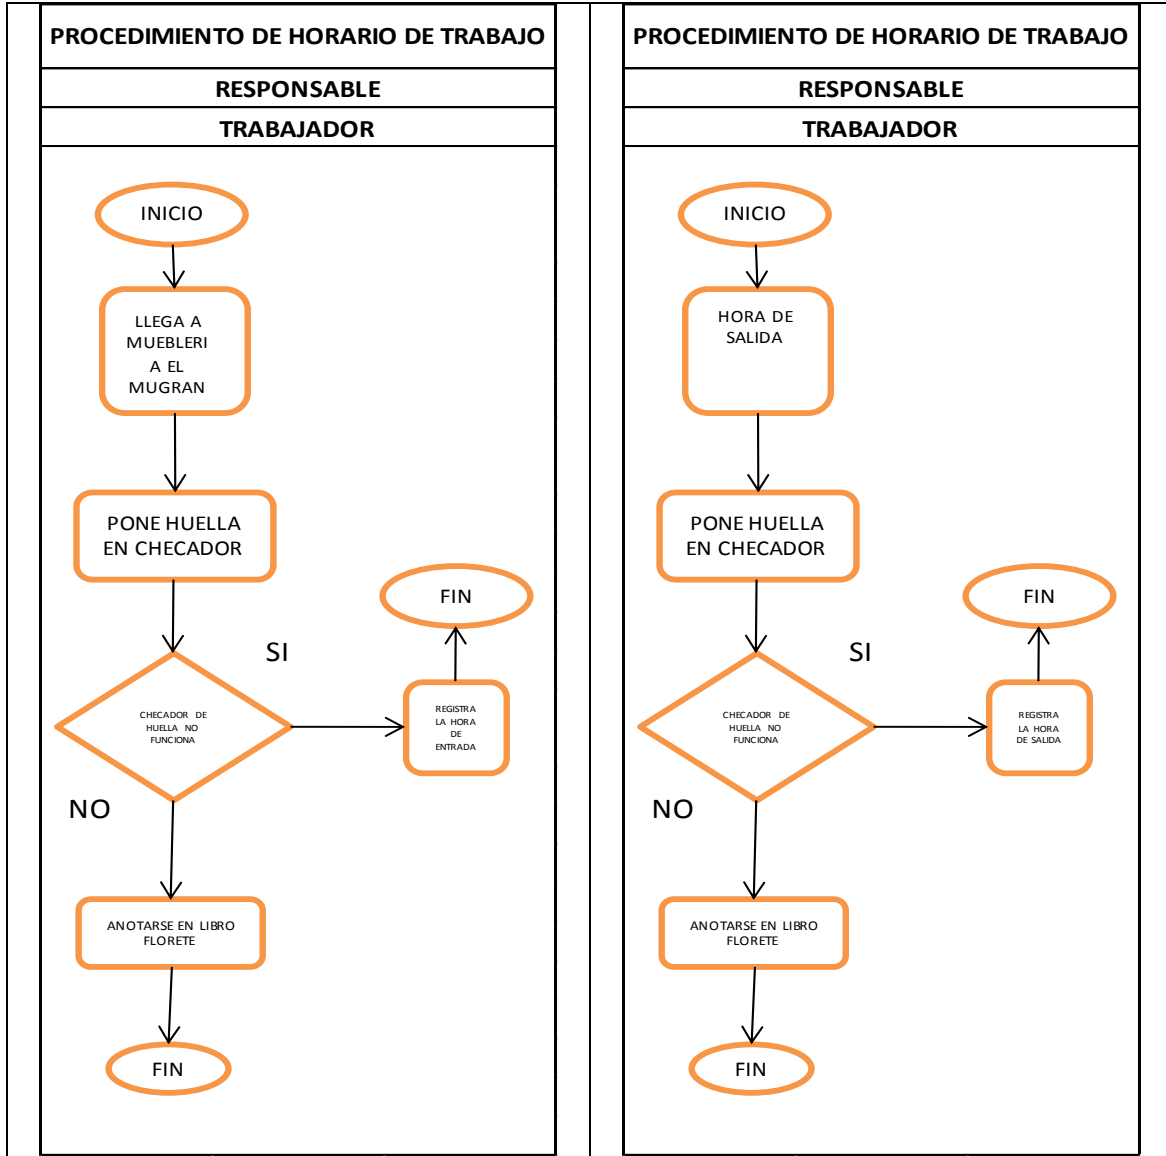 PROCEDIMIENTO DE HORARIO DE TRABAJO
RESPONSABLE
TRABAJADOR
INICIO
LLEGA A
MUEBLERI
A EL
MUGRAN
PONE HUELLA
EN CHECADOR
FIN
SI
CHECADOR DE
HUELLA NO
FUNCIONA
REGISTRA
LA HORA
DE
ENTRADA
NO
ANOTARSE EN LIBRO
FLORETE
FIN
PROCEDIMIENTO DE HORARIO DE TRABAJO
RESPONSABLE
TRABAJADOR
INICIO
HORA DE
SALIDA
PONE HUELLA
EN CHECADOR
FIN
SI
CHECADOR DE
HUELLA NO
FUNCIONA
REGISTRA
LA HORA
DE SALIDA
NO
ANOTARSE EN LIBRO
FLORETE
FIN